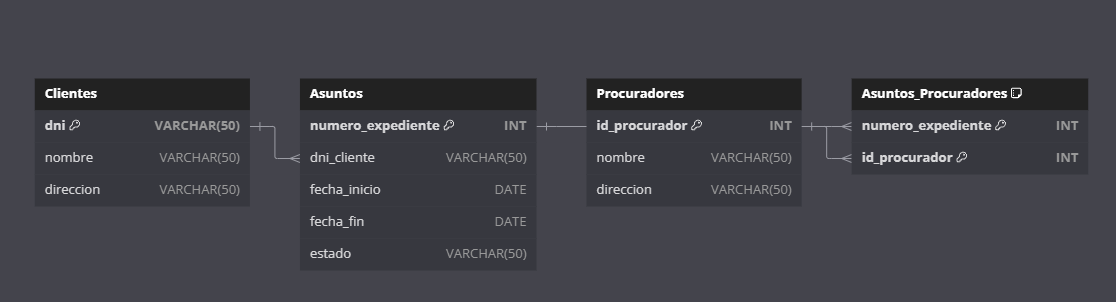 Clientes
dni VARCHAR(50)
nombre VARCHAR(50)
direccion VARCHAR(50)
Asuntos
numero_expediente INT
dni_cliente VARCHAR(50)
fecha_inicio DATE
fecha_fin DATE
estado VARCHAR(50)
Procuradores
id_procurador INT
nombre VARCHAR(50)
direccion VARCHAR(50)
Asuntos_Procuradores
numero_expediente INT
id_procurador INT